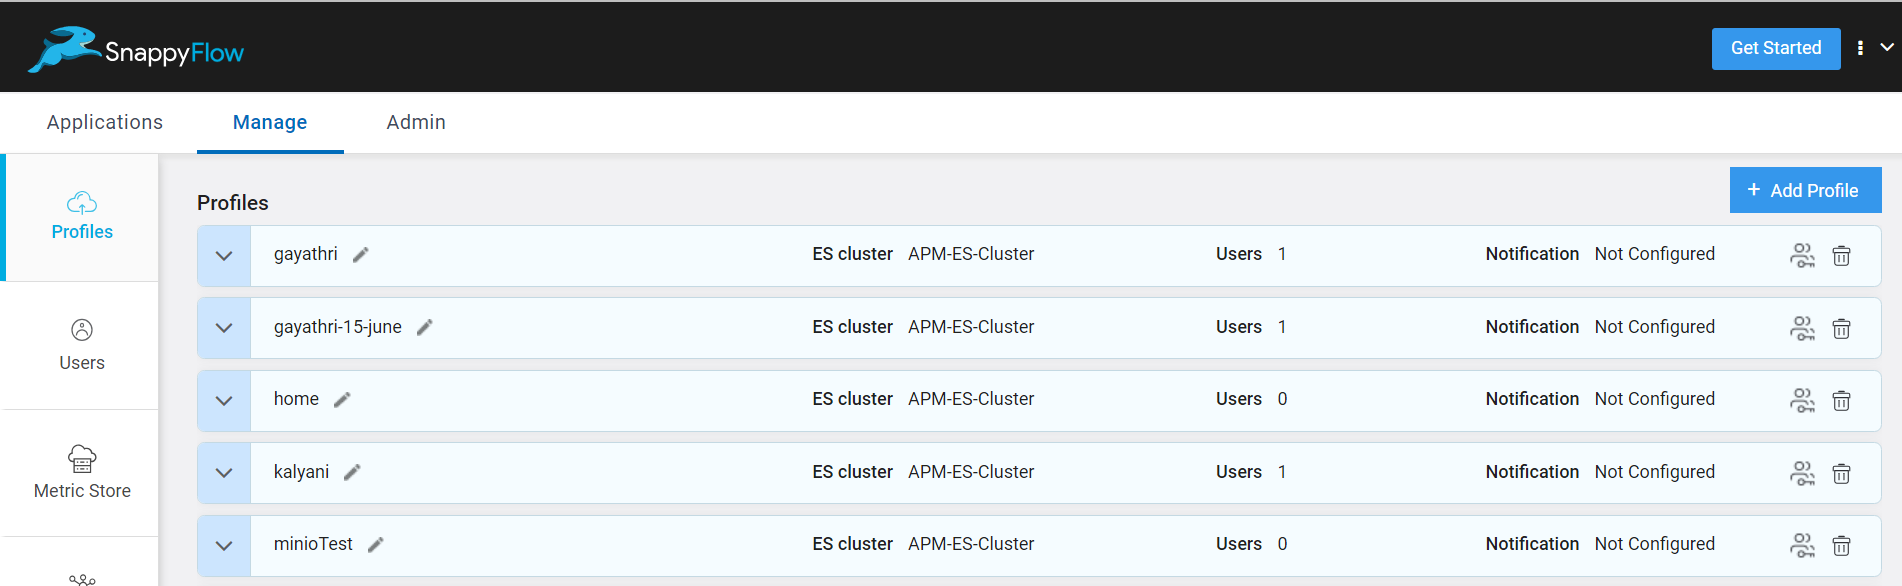 SnappyFlow
Get Started
Applications Manage Admin
Profiles
Users
Metric Store
Profiles
+ Add Profile
gayathri ES cluster APM-ES-Cluster Users 1 Notification Not Configured
gayathri-15-june ES cluster APM-ES-Cluster Users 1 Notification Not Configured
home ES cluster APM-ES-Cluster Users 0 Notification Not Configured
kalyani ES cluster APM-ES-Cluster Users 1 Notification Not Configured
minioTest ES cluster APM-ES-Cluster Users 0 Notification Not Configured